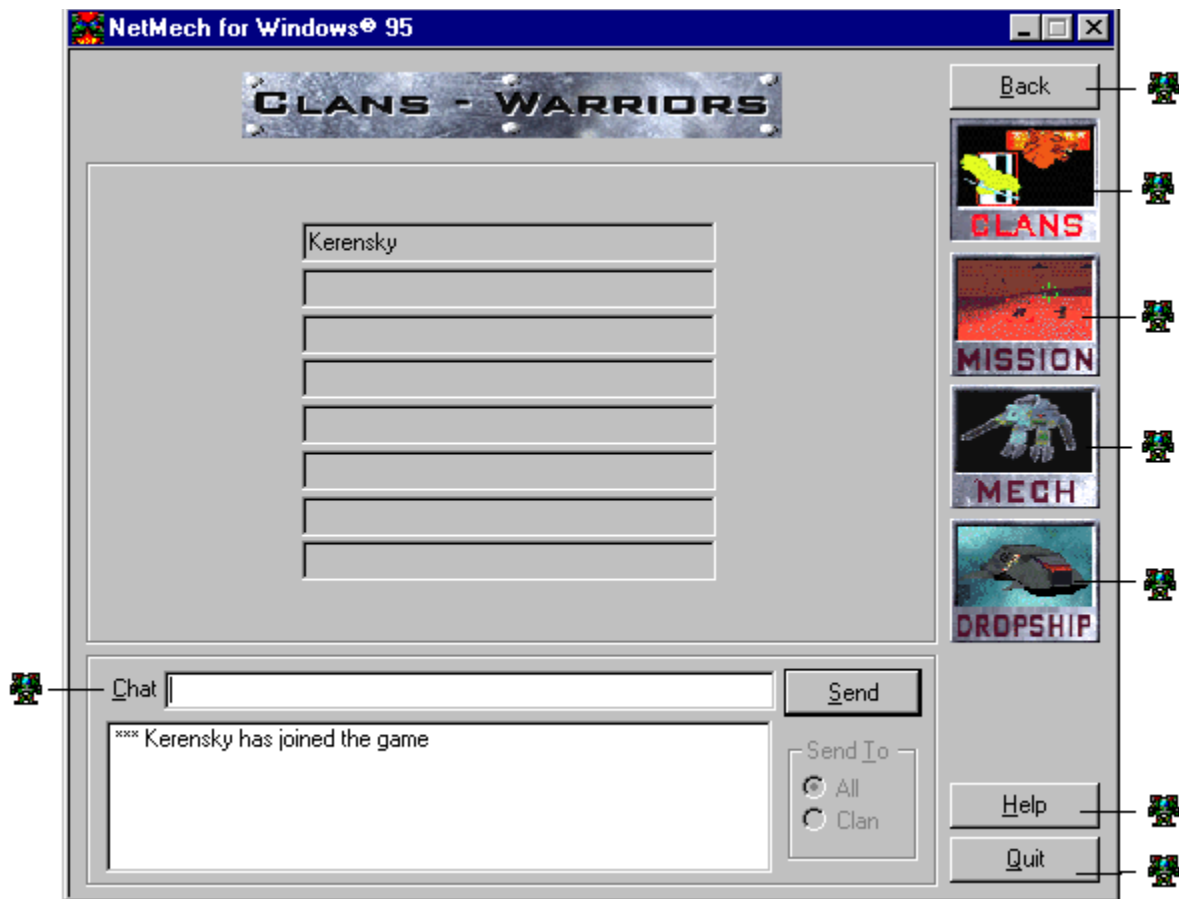 NetMech for Windows® 95
CLANS - WARRIORS
Back
CLANS
Kerensky
MISSION
MECH
DROPSHIP
Chat
Send
*** Kerensky has joined the game
Send To
All
Clan
Help
Quit